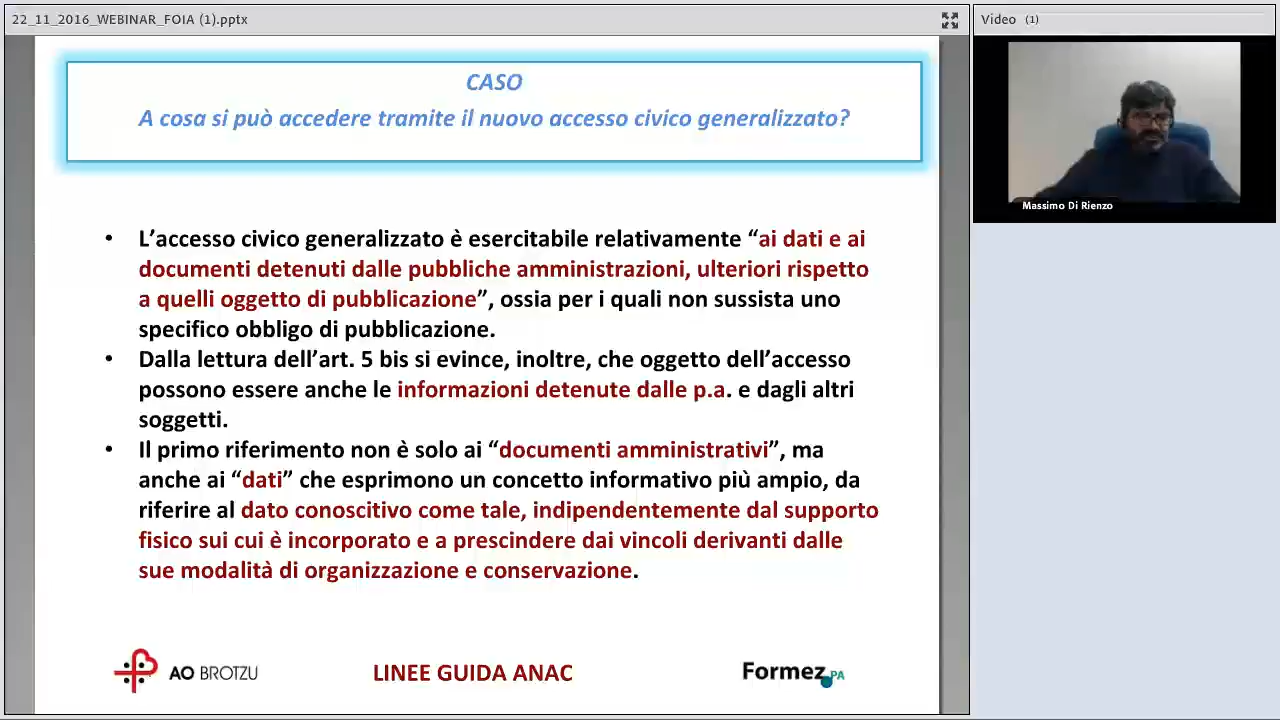 22_11_2016_WEBINAR_FOIA (1).pptx
Video (1)
CASO
A cosa si può accedere tramite il nuovo accesso civico generalizzato?
Massimo Di Rienzo
• L’accesso civico generalizzato è esercitabile relativamente “ai dati e ai
documenti detenuti dalle pubbliche amministrazioni, ulteriori rispetto
a quelli oggetto di pubblicazione”, ossia per i quali non sussista uno
specifico obbligo di pubblicazione.
• Dalla lettura dell’art. 5 bis si evince, inoltre, che oggetto dell’accesso
possono essere anche le informazioni detenute dalle p.a. e dagli altri
soggetti.
• Il primo riferimento non è solo ai “documenti amministrativi”, ma
anche ai “dati” che esprimono un concetto informativo più ampio, da
riferire al dato conoscitivo come tale, indipendentemente dal supporto
fisico sui cui è incorporato e a prescindere dai vincoli derivanti dalle
sue modalità di organizzazione e conservazione.
AO BROTZU
LINEE GUIDA ANAC
Formez PA